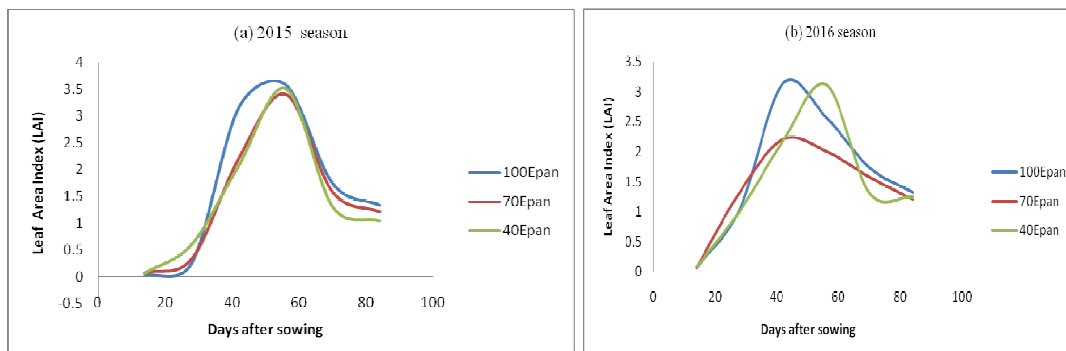 (a) 2015 season
Leaf Area Index (LAI)
4
3.5
3
2.5
2
1.5
1
0.5
0
-0.5
0 20 40 60 80 100
Days after sowing
100Epan
70Epan
40Epan
(b) 2016 season
Leaf Area Index (LAI)
3.5
3
2.5
2
1.5
1
0.5
0
0 20 40 60 80 100
Days after sowing
100Epan
70Epan
40Epan